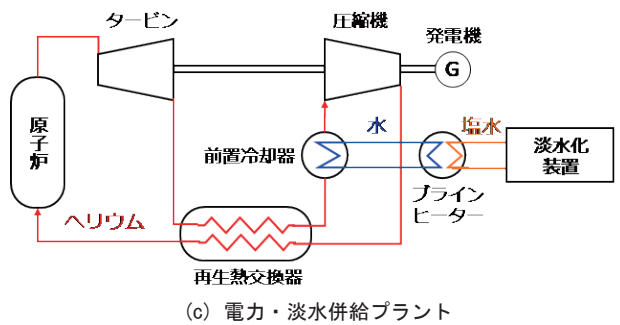 タービン
圧縮機
発電機
G
原子炉
水
塩水
前置冷却器
淡水化
装置
ブライン
ヒーター
ヘリウム
再生熱交換器
(c) 電力・淡水併給プラント